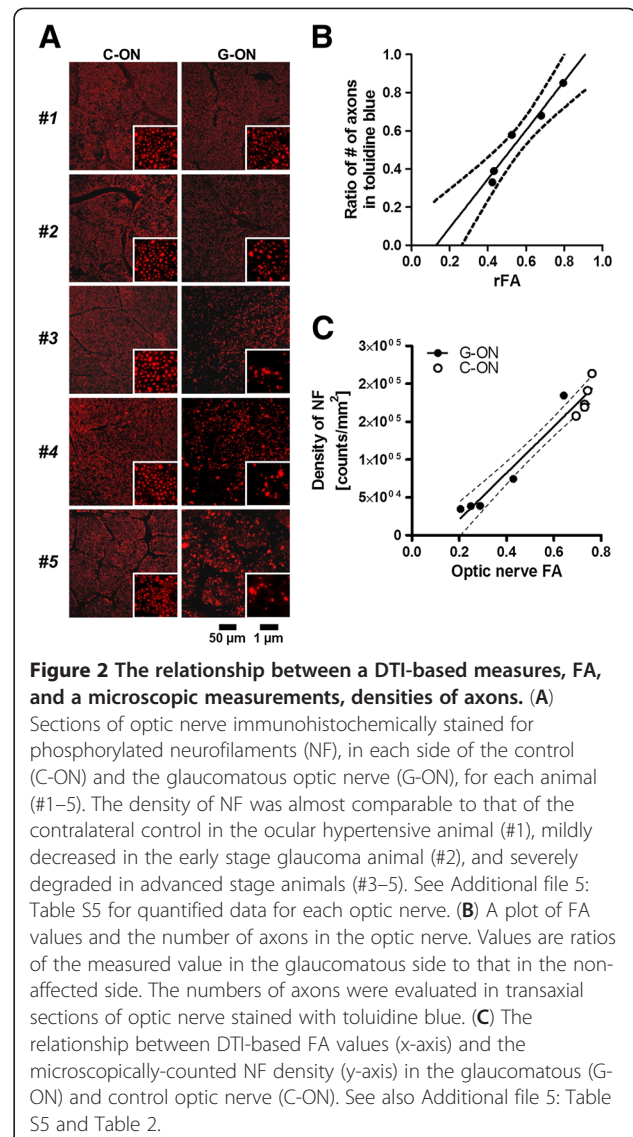 A
C-ON G-ON
#1
#2
#3
#4
#5
50 µm 1 µm
B
Ratio of # of axons
in toluidine blue
1.0
0.8
0.6
0.4
0.2
0.0
0.0 0.2 0.4 0.6 0.8 1.0
rFA
C
Density of NF
[counts/mm²]
3×10⁰⁵
2×10⁰⁵
2×10⁰⁵
1×10⁰⁵
5×10⁰⁴
0
G-ON
C-ON
0.0 0.2 0.4 0.6 0.8
Optic nerve FA
Figure 2 The relationship between a DTI-based measures, FA,
and a microscopic measurements, densities of axons. (A)
Sections of optic nerve immunohistochemically stained for
phosphorylated neurofilaments (NF), in each side of the control
(C-ON) and the glaucomatous optic nerve (G-ON), for each animal
(#1–5). The density of NF was almost comparable to that of the
contralateral control in the ocular hypertensive animal (#1), mildly
decreased in the early stage glaucoma animal (#2), and severely
degraded in advanced stage animals (#3–5). See Additional file 5:
Table S5 for quantified data for each optic nerve. (B) A plot of FA
values and the number of axons in the optic nerve. Values are ratios
of the measured value in the glaucomatous side to that in the non-
affected side. The numbers of axons were evaluated in transaxial
sections of optic nerve stained with toluidine blue. (C) The
relationship between DTI-based FA values (x-axis) and the
microscopically-counted NF density (y-axis) in the glaucomatous (G-
ON) and control optic nerve (C-ON). See also Additional file 5: Table
S5 and Table 2.